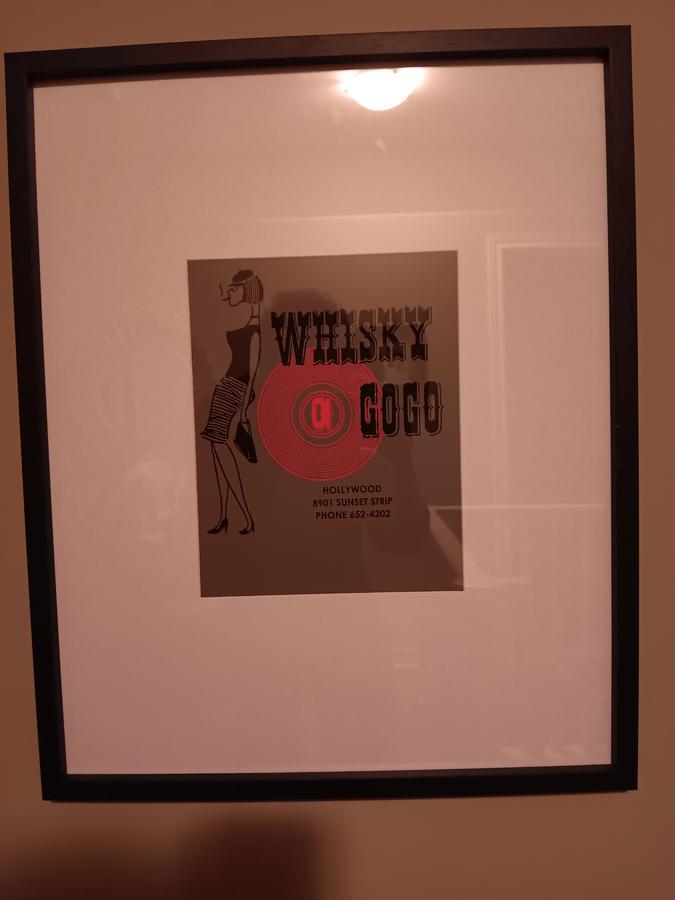 WHISKY
a GOGO
HOLLYWOOD
8901 SUNSET STRIP
PHONE 652-4202